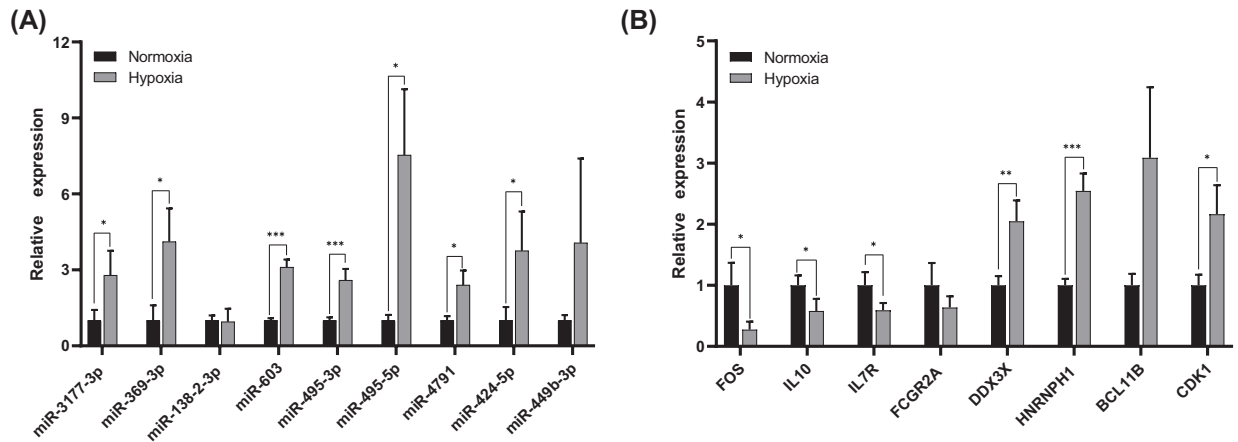 (A)
Normoxia
Hypoxia
Relative expression
12
9
6
3
0
*
*
***
***
*
*
*
miR-3177-3p
miR-369-3p
miR-138-2-3p
miR-603
miR-495-3p
miR-495-5p
miR-4791
miR-424-5p
miR-449b-3p
(B)
Normoxia
Hypoxia
Relative expression
5
4
3
2
1
0
*
*
*
**
***
*
FOS
IL10
IL7R
FCGR2A
DDX3X
HNRNPH1
BCL11B
CDK1